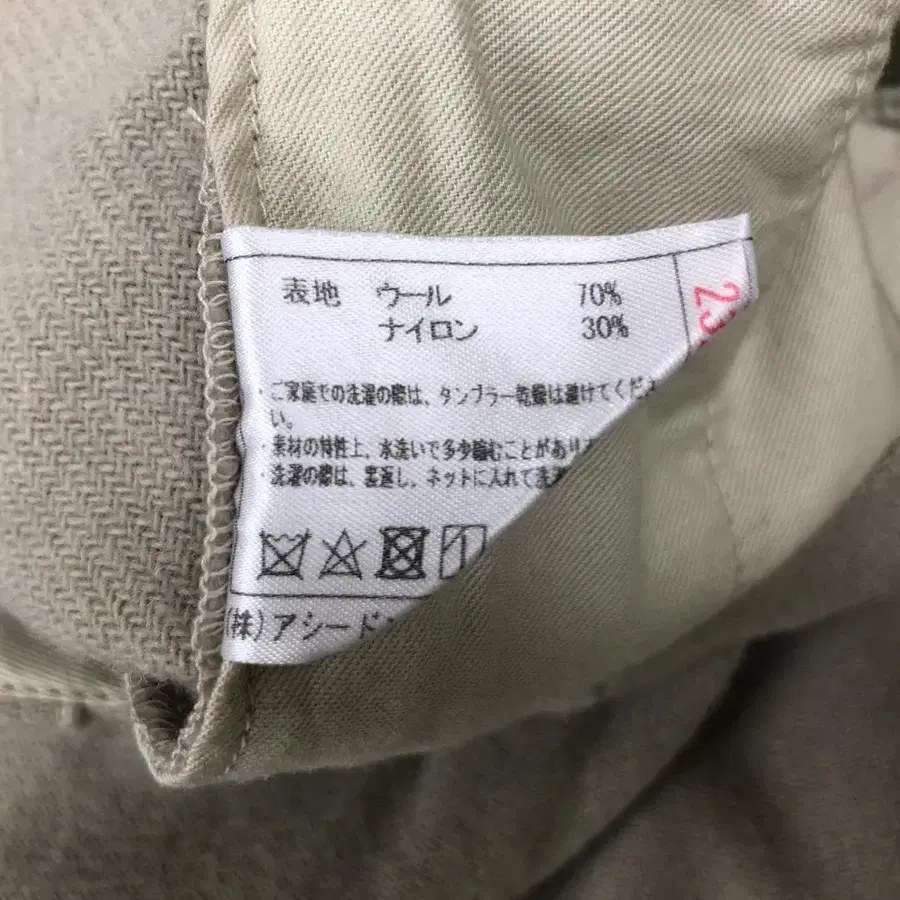 表地 ウール 70%
ナイロン 30%
・ご家庭での洗濯の際は、タンブラー乾燥は避けてくださ
い。
・素材の特性上、水洗いで多少縮むことがあり
・洗濯の際は、裏返し、ネットに入れて洗濯
(株)アシード
23